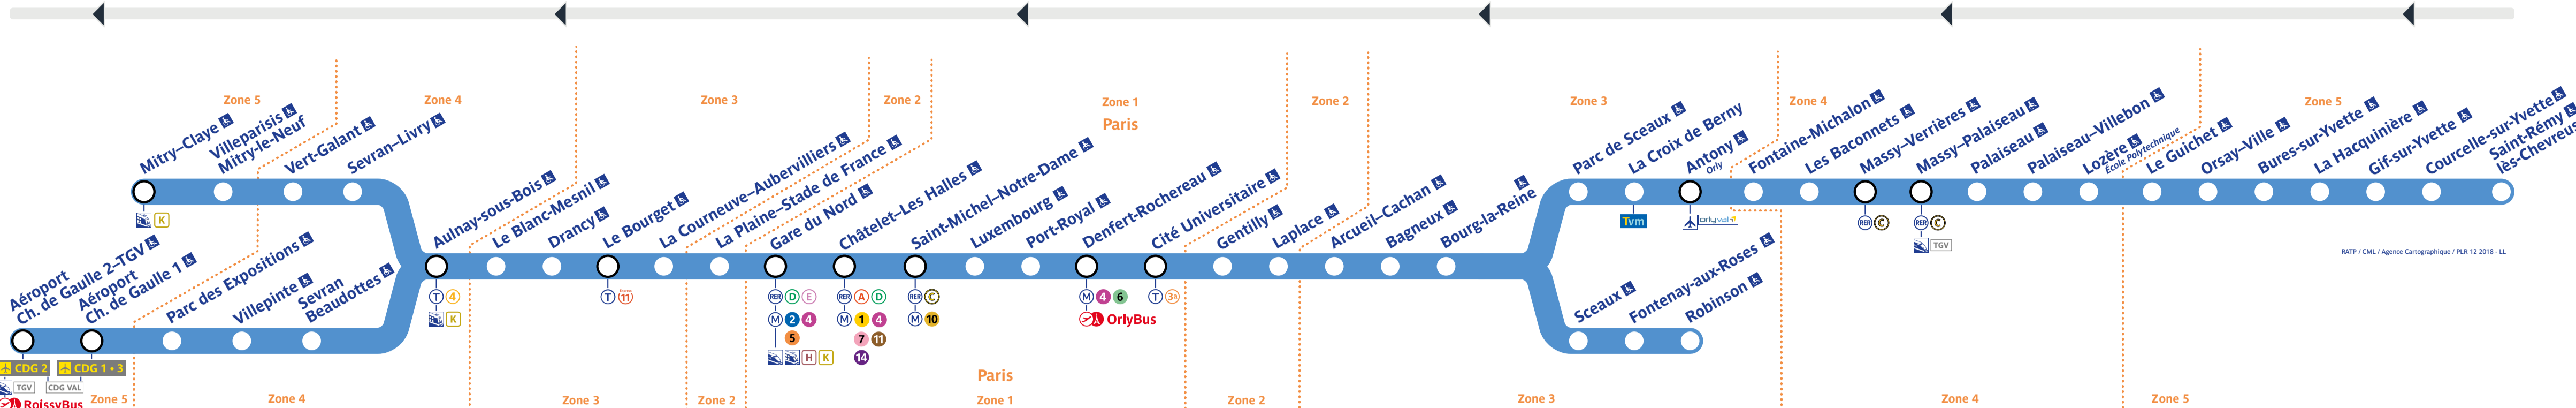 Zone 5
Zone 4
Zone 3
Zone 2
Zone 1
Paris
Zone 2
Zone 3
Zone 4
Zone 5
Mitry–Claye
Villeparisis
Mitry-le-Neuf
Vert-Galant
Sevran–Livry
K
Aéroport
Ch. de Gaulle 2–TGV
Aéroport
Ch. de Gaulle 1
Parc des Expositions
Villepinte
Sevran
Beaudottes
CDG 2
CDG 1 • 3
TGV
CDG VAL
RoissyBus
Aulnay-sous-Bois
T 4
K
Le Blanc-Mesnil
Drancy
Le Bourget
T 11
La Courneuve–Aubervilliers
La Plaine–Stade de France
Gare du Nord
RER D E
M 2 4
5
H K
Châtelet–Les Halles
RER A D
M 1 4
7 11
14
Saint-Michel–Notre-Dame
RER C
M 10
Luxembourg
Port-Royal
Denfert-Rochereau
M 4 6
OrlyBus
Cité Universitaire
T 3a
Gentilly
Laplace
Arcueil–Cachan
Bagneux
Bourg-la-Reine
Parc de Sceaux
La Croix de Berny
Tvm
Antony
Orly
orlyval
Fontaine-Michalon
Les Baconnets
Massy–Verrières
RER C
Massy–Palaiseau
RER C
TGV
Palaiseau
Palaiseau–Villebon
Lozère
École Polytechnique
Le Guichet
Orsay–Ville
Bures-sur-Yvette
La Hacquinière
Gif-sur-Yvette
Courcelle-sur-Yvette
Saint-Rémy
lès-Chevreus
Sceaux
Fontenay-aux-Roses
Robinson
RATP / CML / Agence Cartographique / PLR 12 2018 - LL
Zone 5
Zone 4
Zone 3
Zone 2
Paris
Zone 1
Zone 2
Zone 3
Zone 4
Zone 5